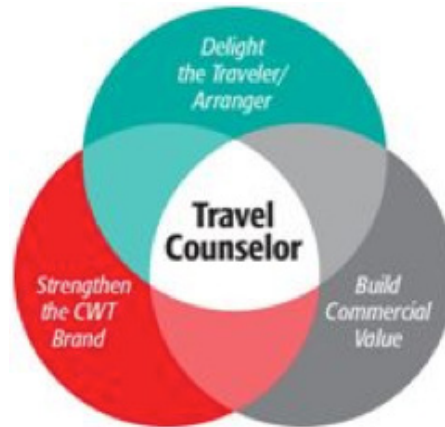 Delight
the Traveler/
Arranger
Travel
Counselor
Strengthen
the CWT
Brand
Build
Commercial
Value